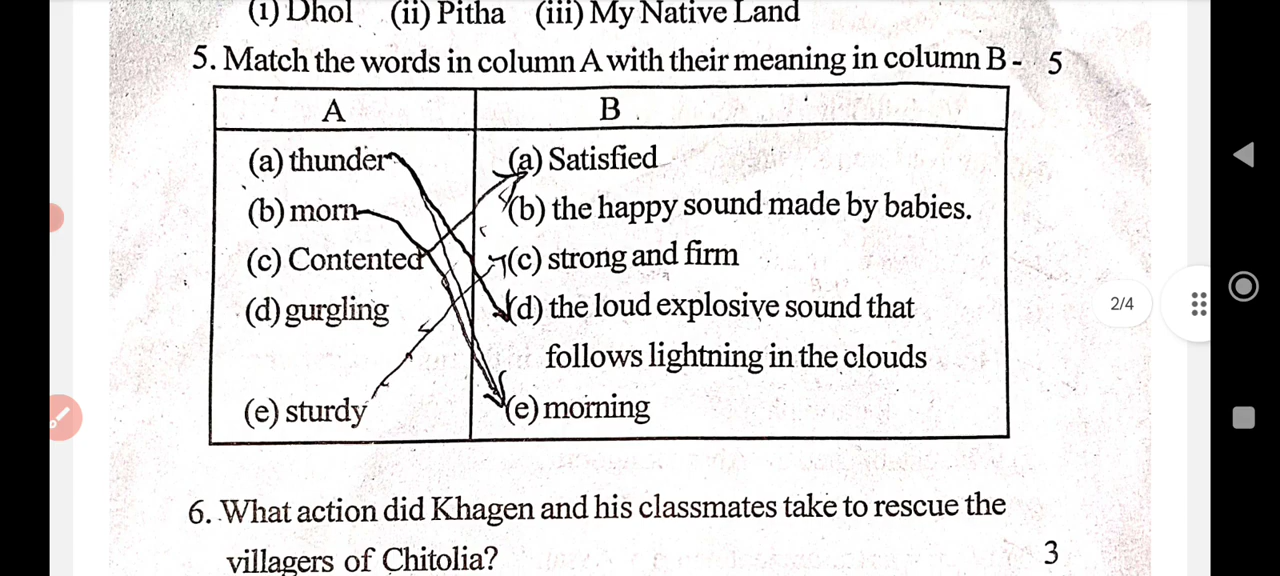 (i) Dhol (ii) Pitha (iii) My Native Land
5. Match the words in column A with their meaning in column B - 5
A B
(a) thunder (a) Satisfied
(b) morn (b) the happy sound made by babies.
(c) Contented (c) strong and firm
(d) gurgling (d) the loud explosive sound that
follows lightning in the clouds
(e) sturdy (e) morning
6. What action did Khagen and his classmates take to rescue the
villagers of Chitolia? 3
2/4